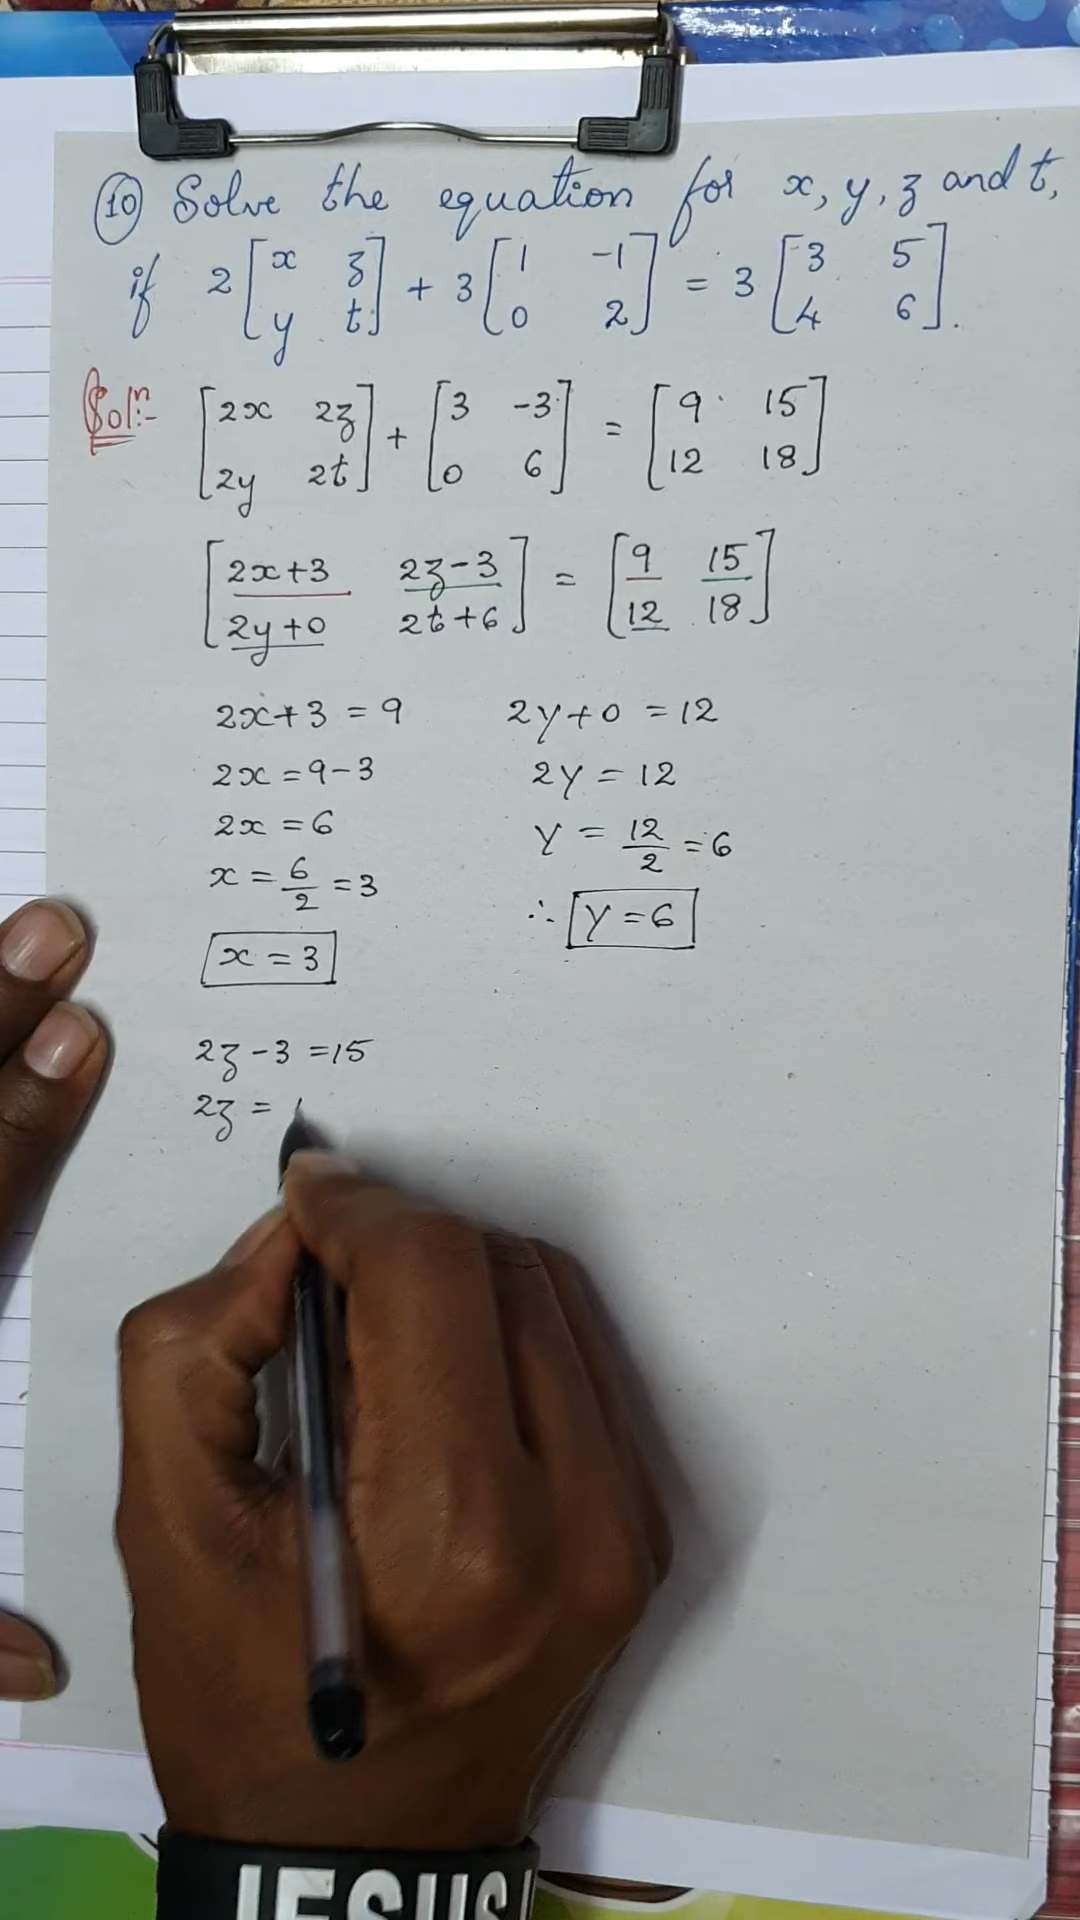 ⑩ Solve the equation for x, y, z and t,
if 2 [x z; y t] + 3 [1 -1; 0 2] = 3 [3 5; 4 6].
Solⁿ:- [2x 2z; 2y 2t] + [3 -3; 0 6] = [9 15; 12 18]
[2x+3 2z-3; 2y+0 2t+6] = [9 15; 12 18]
2x+3 = 9
2x = 9-3
2x = 6
x = 6/2 = 3
x = 3
2y+0 = 12
2y = 12
y = 12/2 = 6
∴ y = 6
2z-3 = 15
2z =
JESUS